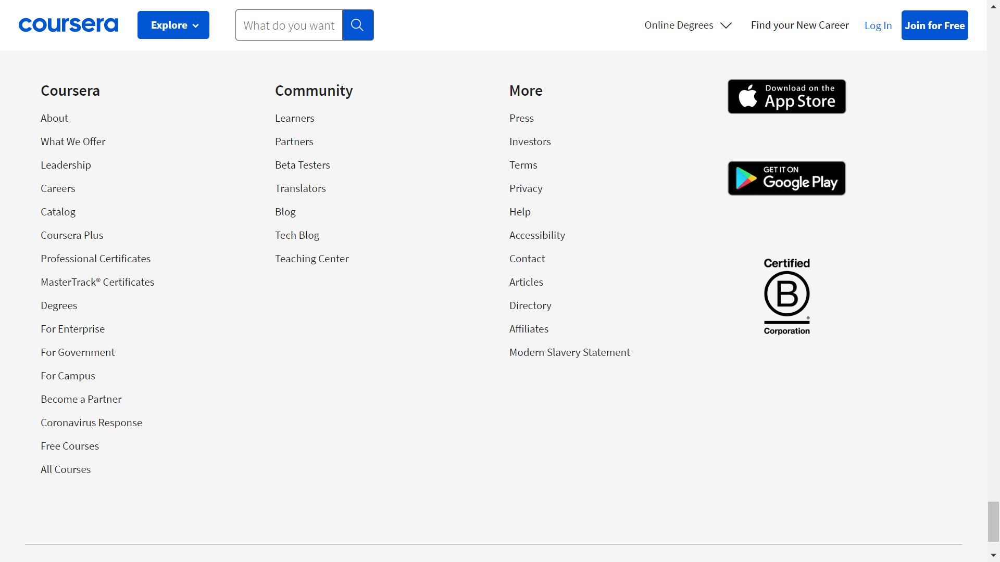 coursera
Explore
What do you want
Online Degrees
Find your New Career
Log In
Join for Free
Coursera
About
What We Offer
Leadership
Careers
Catalog
Coursera Plus
Professional Certificates
MasterTrack® Certificates
Degrees
For Enterprise
For Government
For Campus
Become a Partner
Coronavirus Response
Free Courses
All Courses
Community
Learners
Partners
Beta Testers
Translators
Blog
Tech Blog
Teaching Center
More
Press
Investors
Terms
Privacy
Help
Accessibility
Contact
Articles
Directory
Affiliates
Modern Slavery Statement
Download on the
App Store
GET IT ON
Google Play
Certified
B
®
Corporation